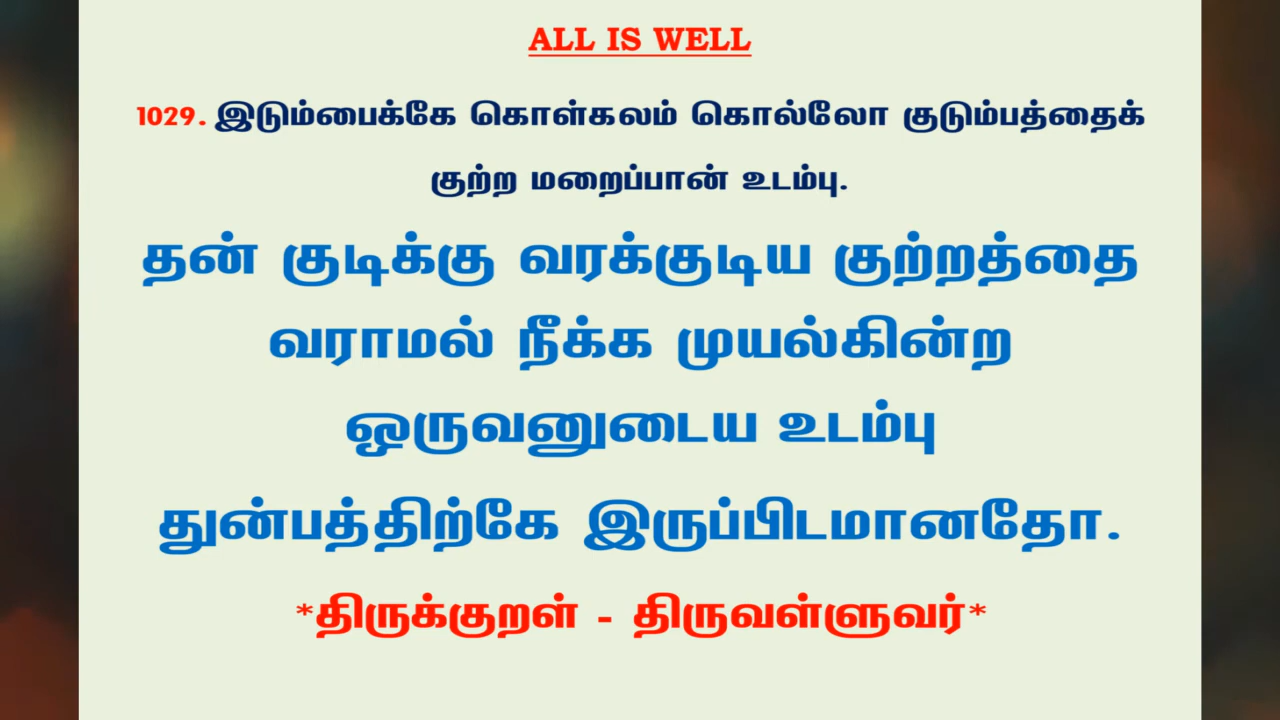 ALL IS WELL
1029. இடும்பைக்கே கொள்கலம் கொல்லோ குடும்பத்தைக்
குற்ற மறைப்பான் உடம்பு.
தன் குடிக்கு வரக்குடிய குற்றத்தை
வராமல் நீக்க முயல்கின்ற
ஒருவனுடைய உடம்பு
துன்பத்திற்கே இருப்பிடமானதோ.
*திருக்குறள் - திருவள்ளுவர்*